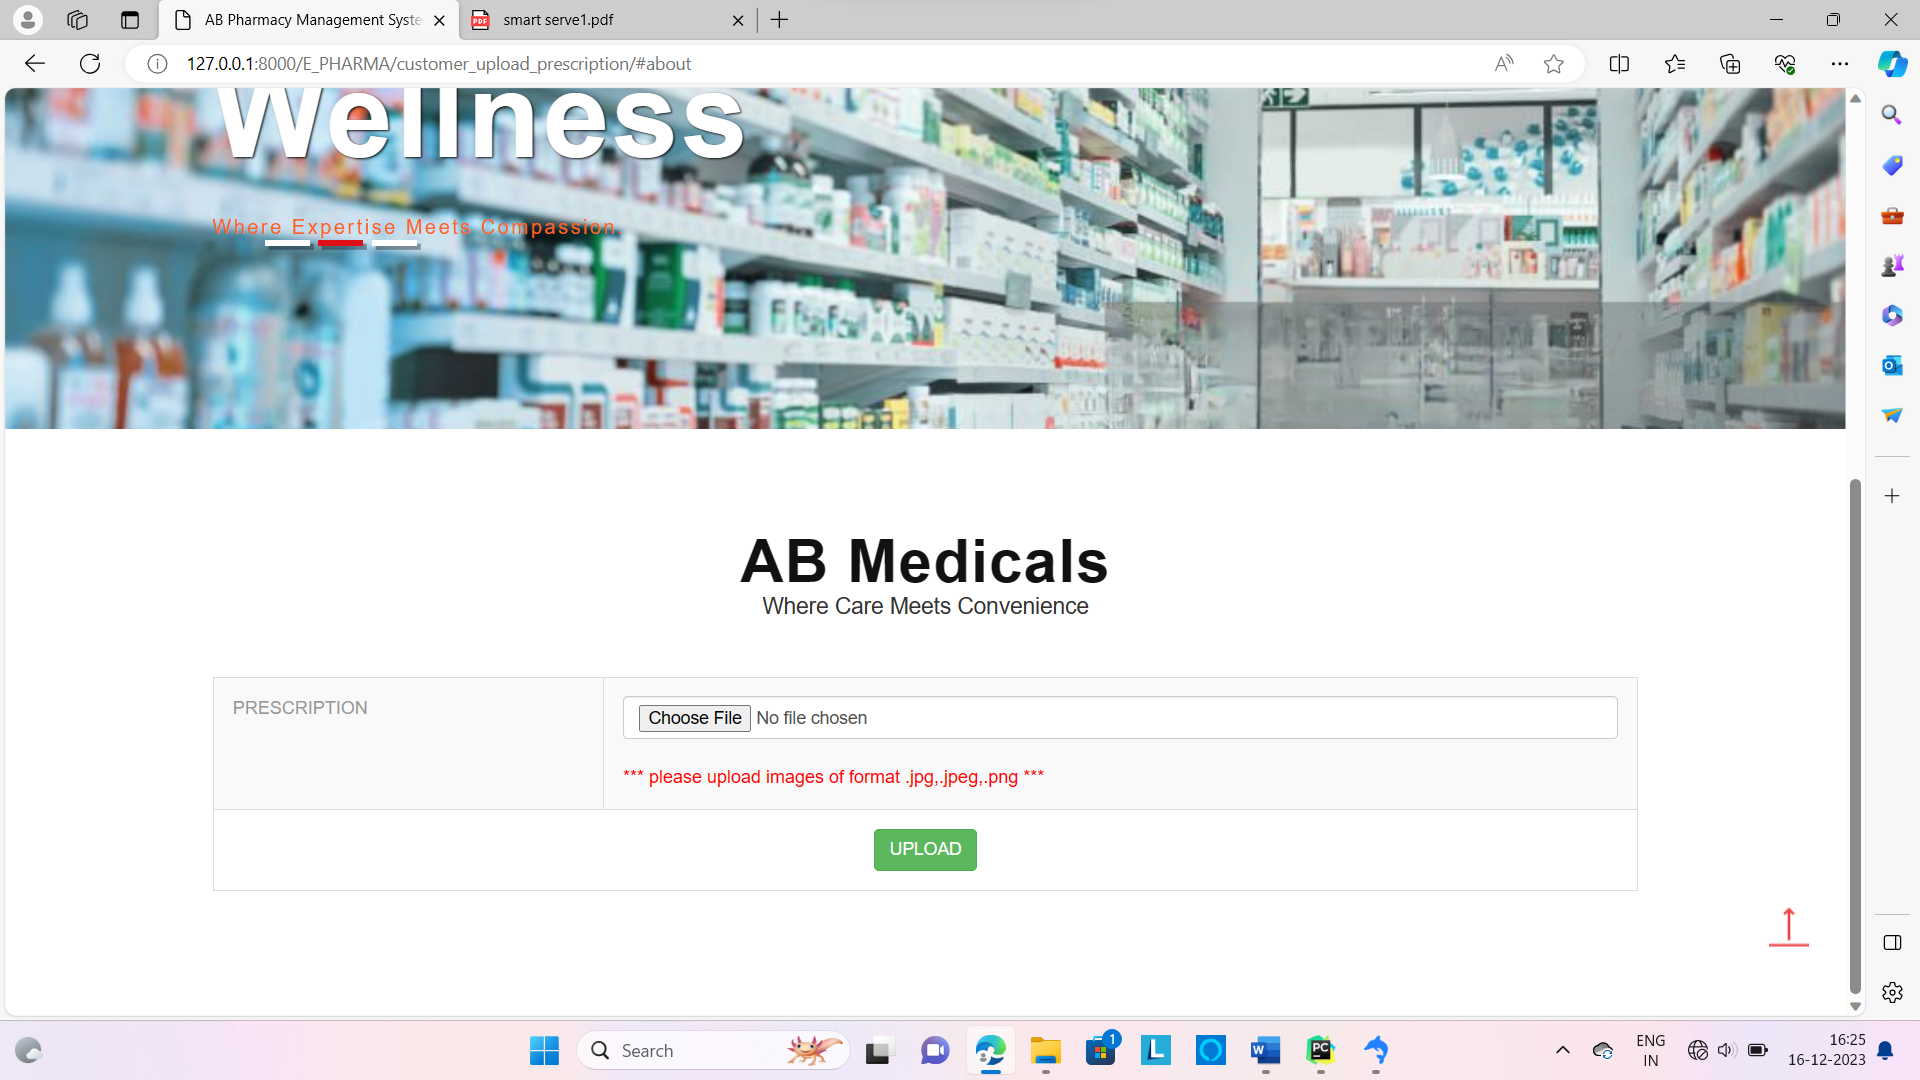 AB Pharmacy Management Syste
smart serve1.pdf
127.0.0.1:8000/E_PHARMA/customer_upload_prescription/#about
Wellness
Where Expertise Meets Compassion.
AB Medicals
Where Care Meets Convenience
PRESCRIPTION
Choose File No file chosen
*** please upload images of format .jpg,.jpeg,.png ***
UPLOAD
Search
1
ENG
IN
16:25
16-12-2023